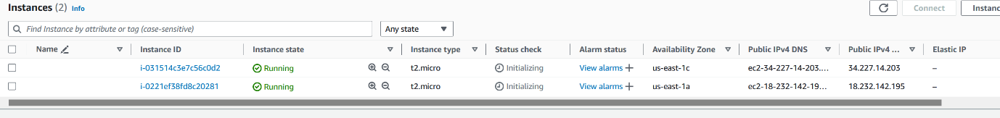 Instances (2) Info
Connect Instanc
Find Instance by attribute or tag (case-sensitive) Any state
Name Instance ID Instance state Instance type Status check Alarm status Availability Zone Public IPv4 DNS Public IPv4 ... Elastic IP
i-031514c3e7c56c0d2 Running t2.micro Initializing View alarms + us-east-1c ec2-34-227-14-203.... 34.227.14.203 –
i-0221ef38fd8c20281 Running t2.micro Initializing View alarms + us-east-1a ec2-18-232-142-19... 18.232.142.195 –